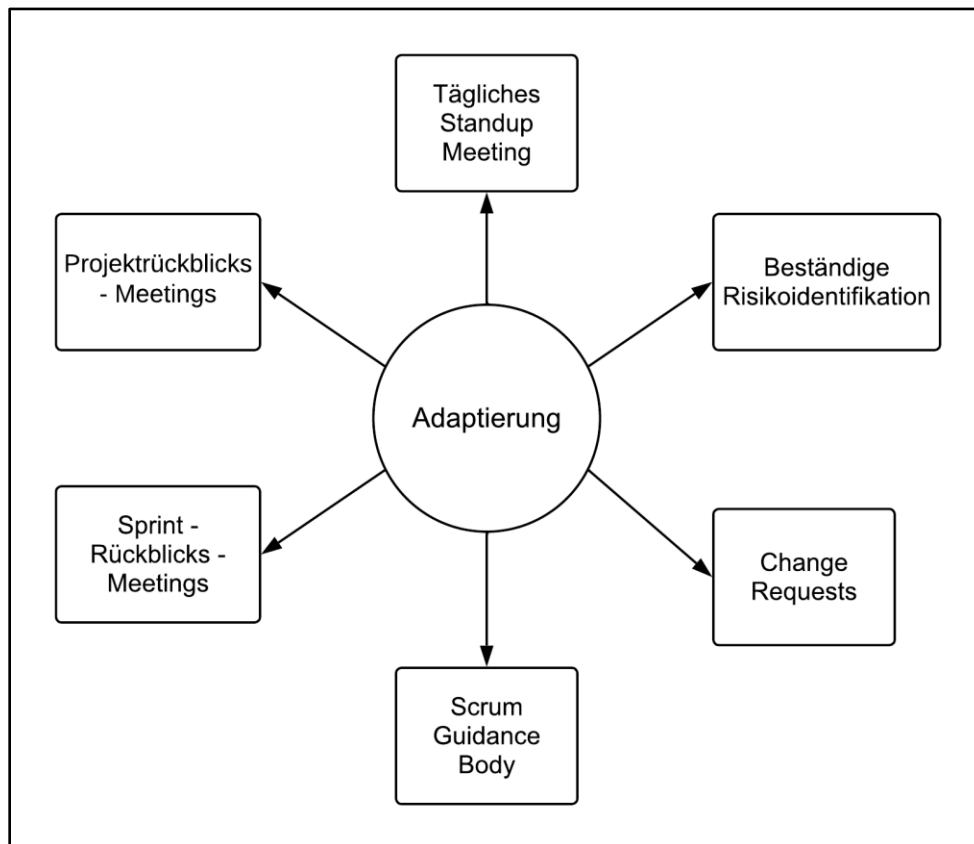 Tägliches
Standup
Meeting
Projektrückblicks
- Meetings
Beständige
Risikoidentifikation
Adaptierung
Sprint -
Rückblicks -
Meetings
Change
Requests
Scrum
Guidance
Body